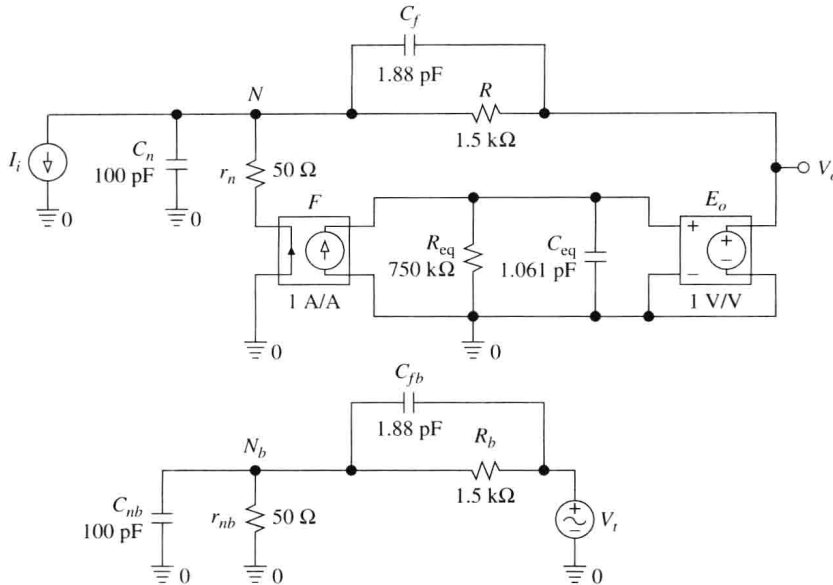 C_f
1.88 pF
N
R
1.5 kΩ
I_i
C_n
100 pF
r_n
50 Ω
V_o
0
F
E_o
R_eq
750 kΩ
C_eq
1.061 pF
1 A/A
1 V/V
0
0
0
C_fb
1.88 pF
N_b
R_b
1.5 kΩ
C_nb
100 pF
r_nb
50 Ω
V_t
0
0
0